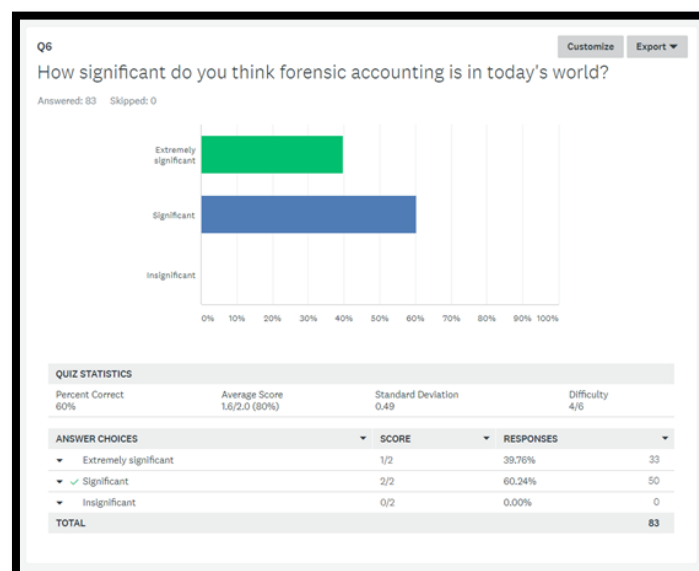 Q6
Customize
Export
How significant do you think forensic accounting is in today's world?
Answered: 83 Skipped: 0
Extremely
significant
Significant
Insignificant
0% 10% 20% 30% 40% 50% 60% 70% 80% 90% 100%
QUIZ STATISTICS
Percent Correct Average Score Standard Deviation Difficulty
60% 1.6/2.0 (80%) 0.49 4/6
ANSWER CHOICES SCORE RESPONSES
Extremely significant 1/2 39.76% 33
Significant 2/2 60.24% 50
Insignificant 0/2 0.00% 0
TOTAL 83